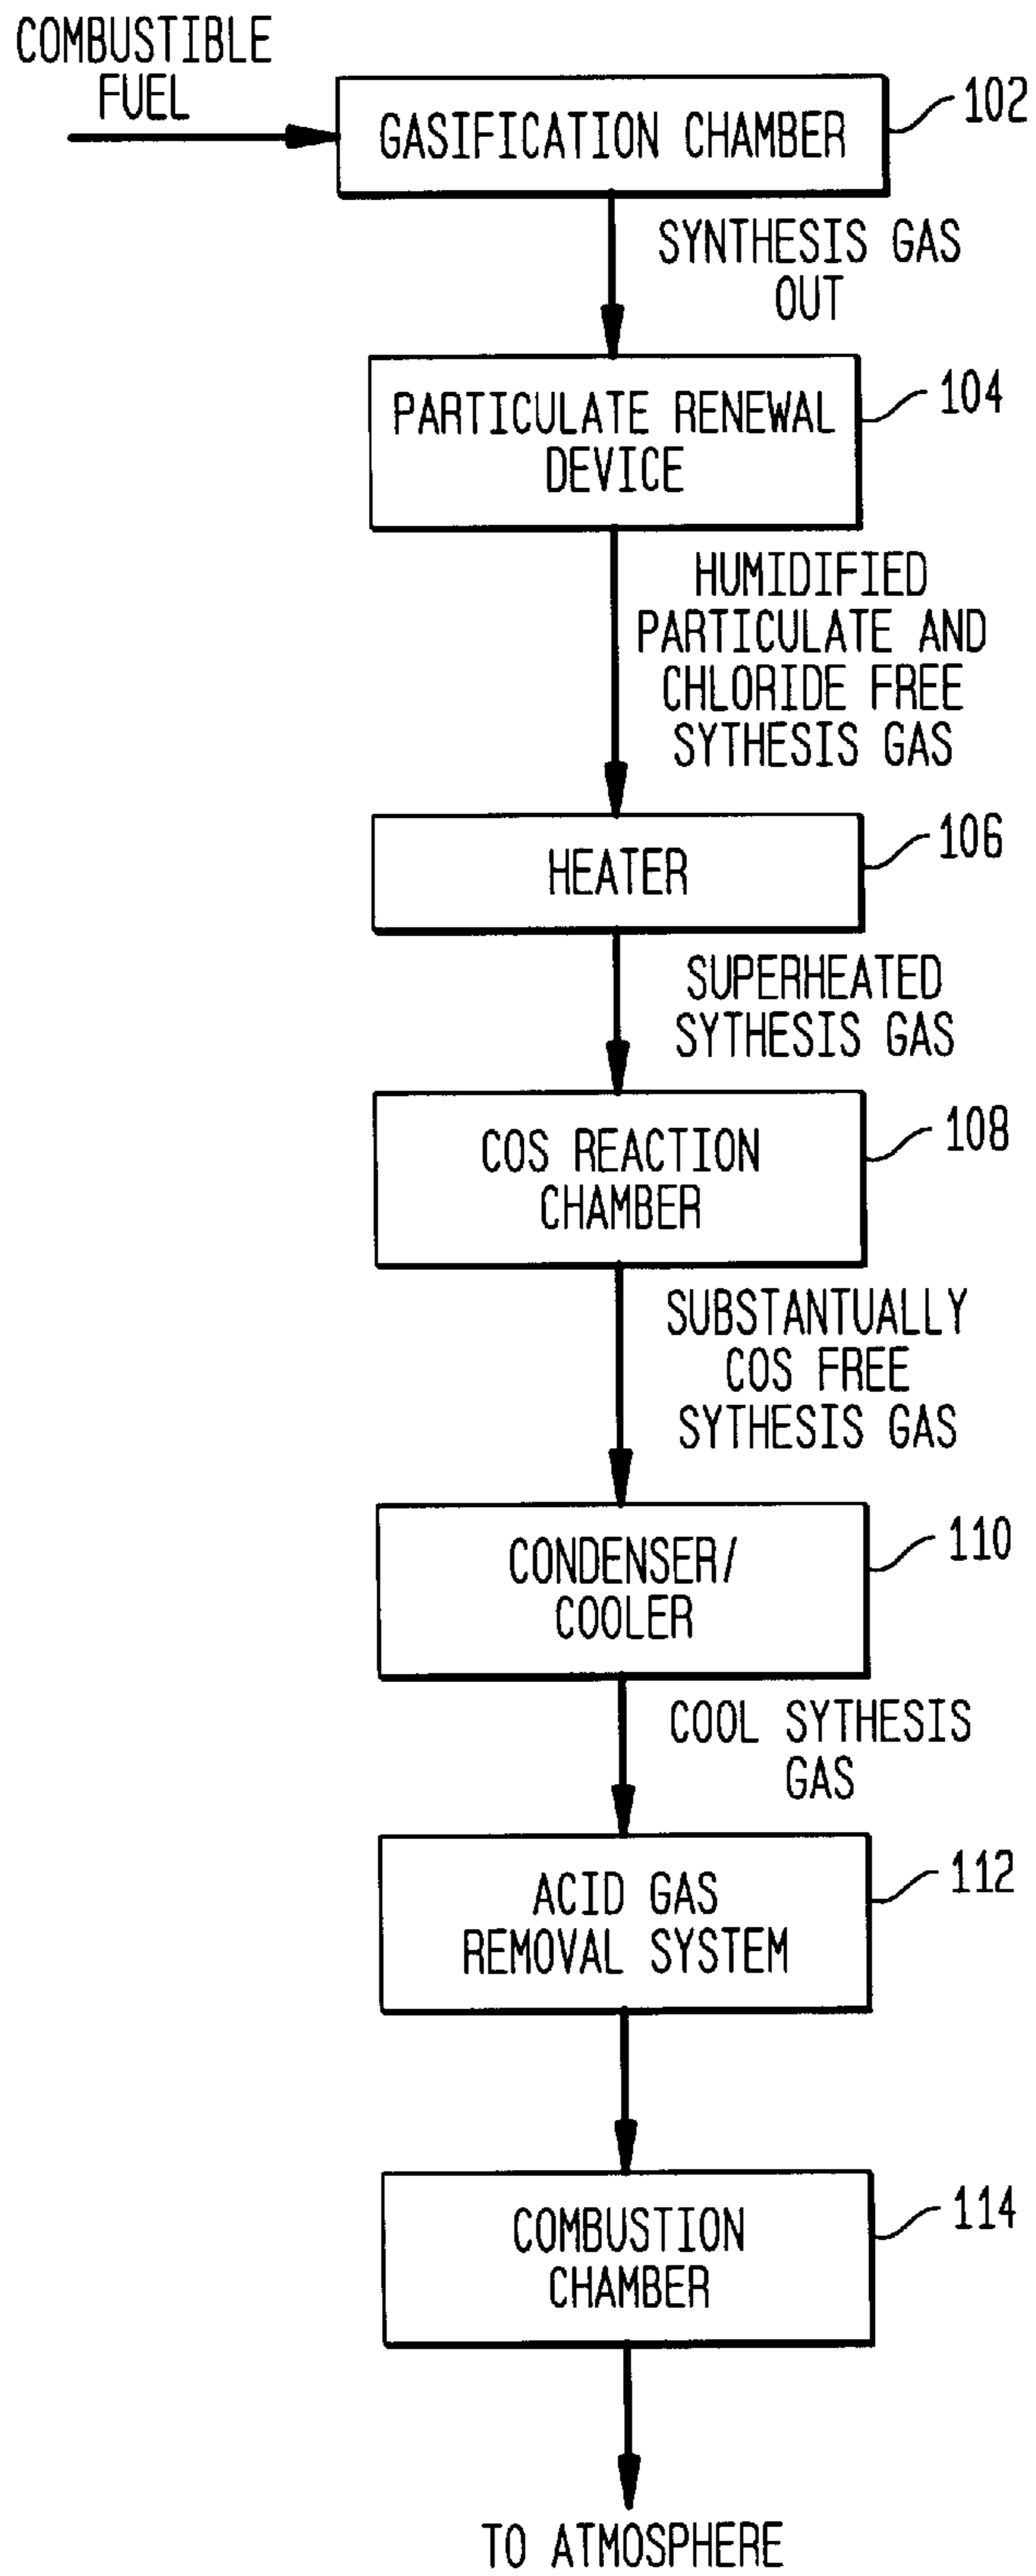 COMBUSTIBLE
FUEL
GASIFICATION CHAMBER
102
SYNTHESIS GAS
OUT
PARTICULATE RENEWAL
DEVICE
104
HUMIDIFIED
PARTICULATE AND
CHLORIDE FREE
SYTHESIS GAS
HEATER
106
SUPERHEATED
SYTHESIS GAS
COS REACTION
CHAMBER
108
SUBSTANTUALLY
COS FREE
SYTHESIS GAS
CONDENSER/
COOLER
110
COOL SYTHESIS
GAS
ACID GAS
REMOVAL SYSTEM
112
COMBUSTION
CHAMBER
114
TO ATMOSPHERE